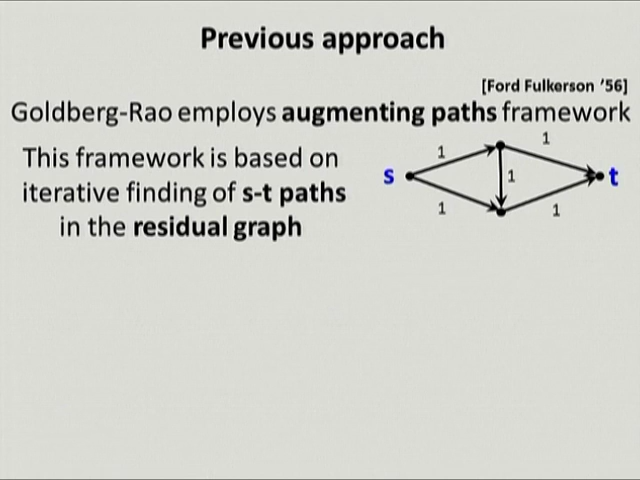 Previous approach
[Ford Fulkerson '56]
Goldberg-Rao employs augmenting paths framework
This framework is based on
iterative finding of s-t paths
in the residual graph
1
1
s
1
t
1
1